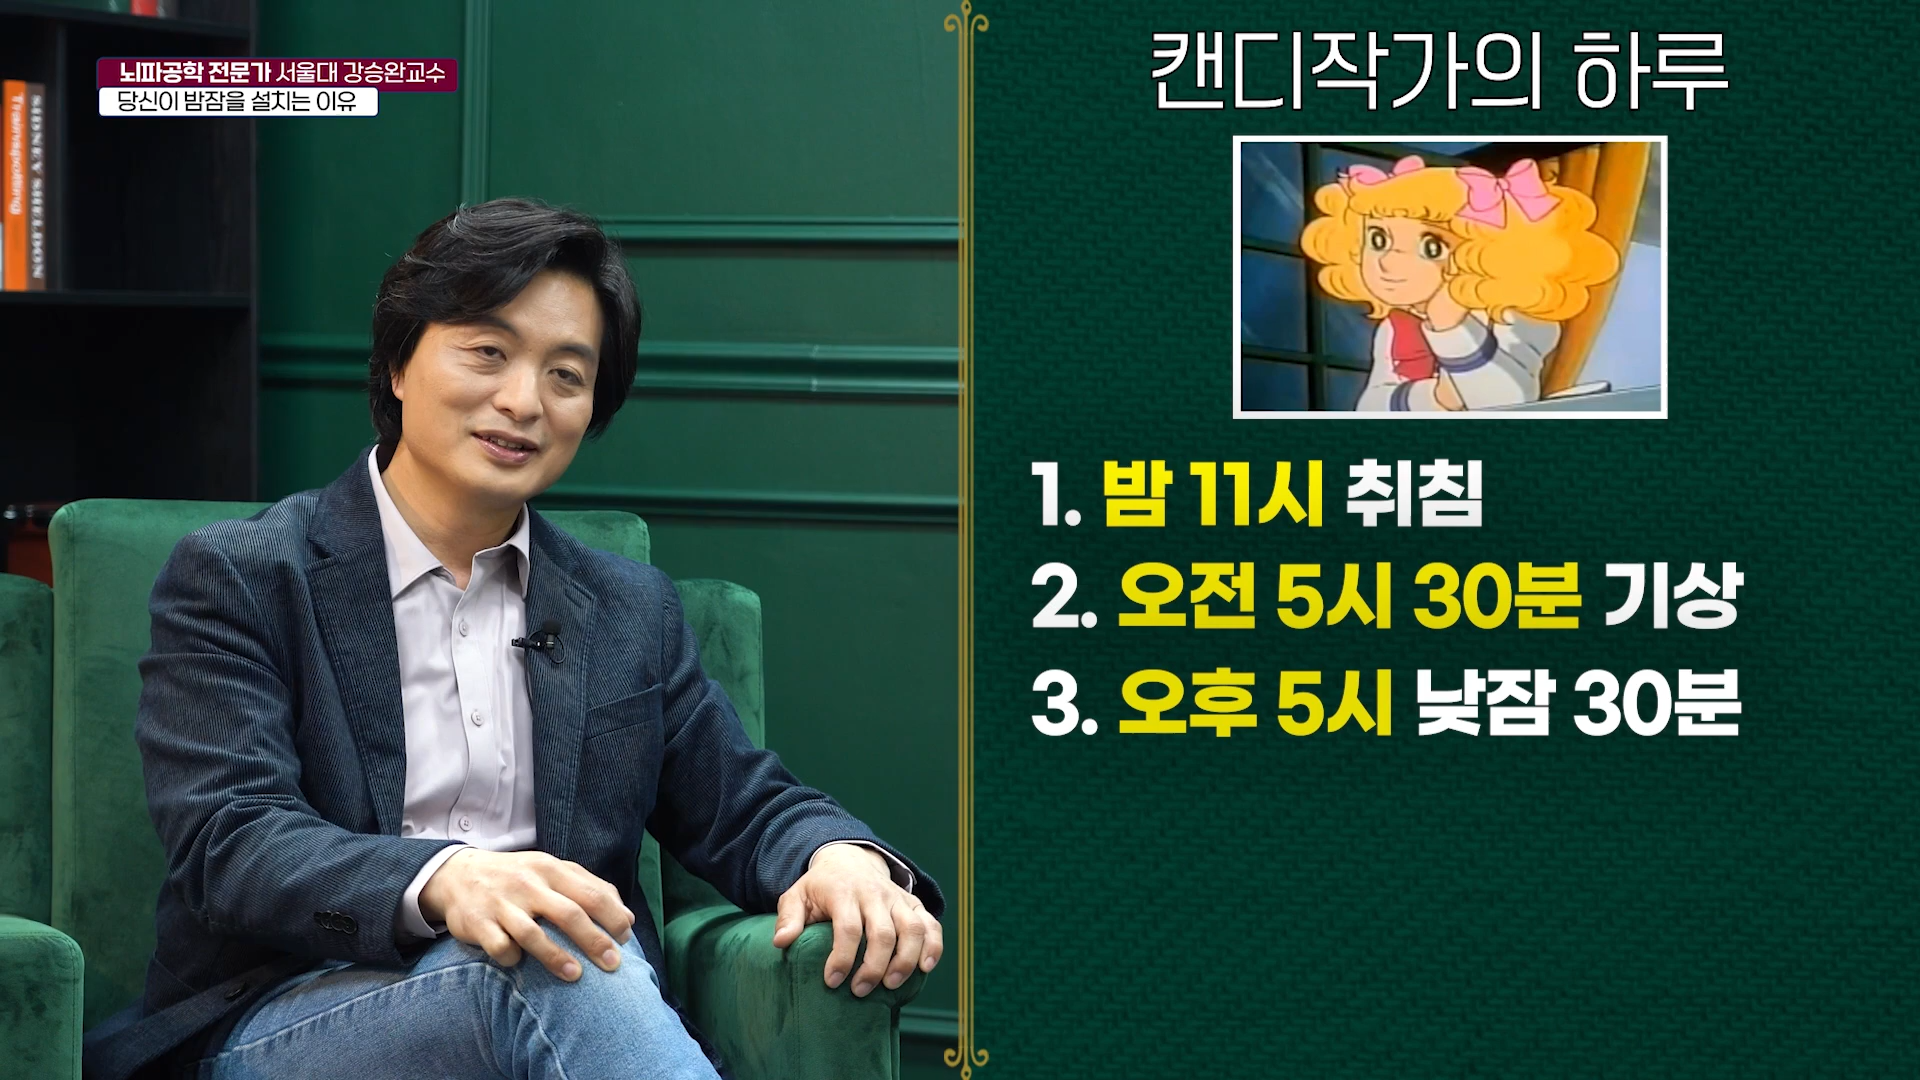 뇌파공학 전문가 서울대 강승완교수
당신이 밤잠을 설치는 이유
SIDNEY SHELDON
Trainspotting
캔디작가의 하루
1. 밤 11시 취침
2. 오전 5시 30분 기상
3. 오후 5시 낮잠 30분